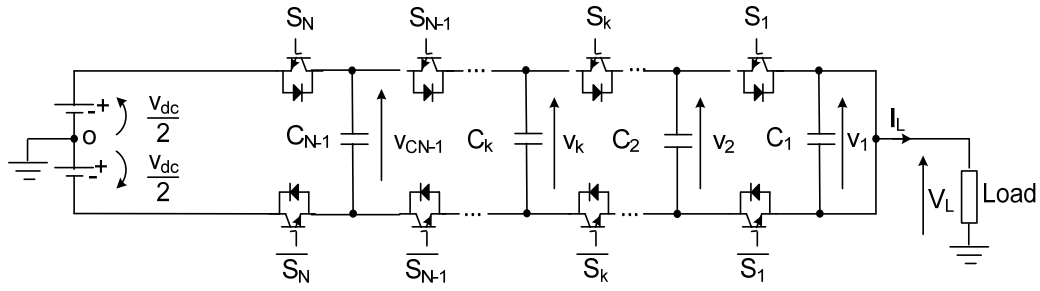 S_N S_N-1 S_k S_1
+ - v_dc/2
o
+ - v_dc/2
C_N-1 v_CN-1 C_k v_k C_2 v_2 C_1 v_1 I_L
V_L Load
... ...
... ...
S̅_N S̅_N-1 S̅_k S̅_1